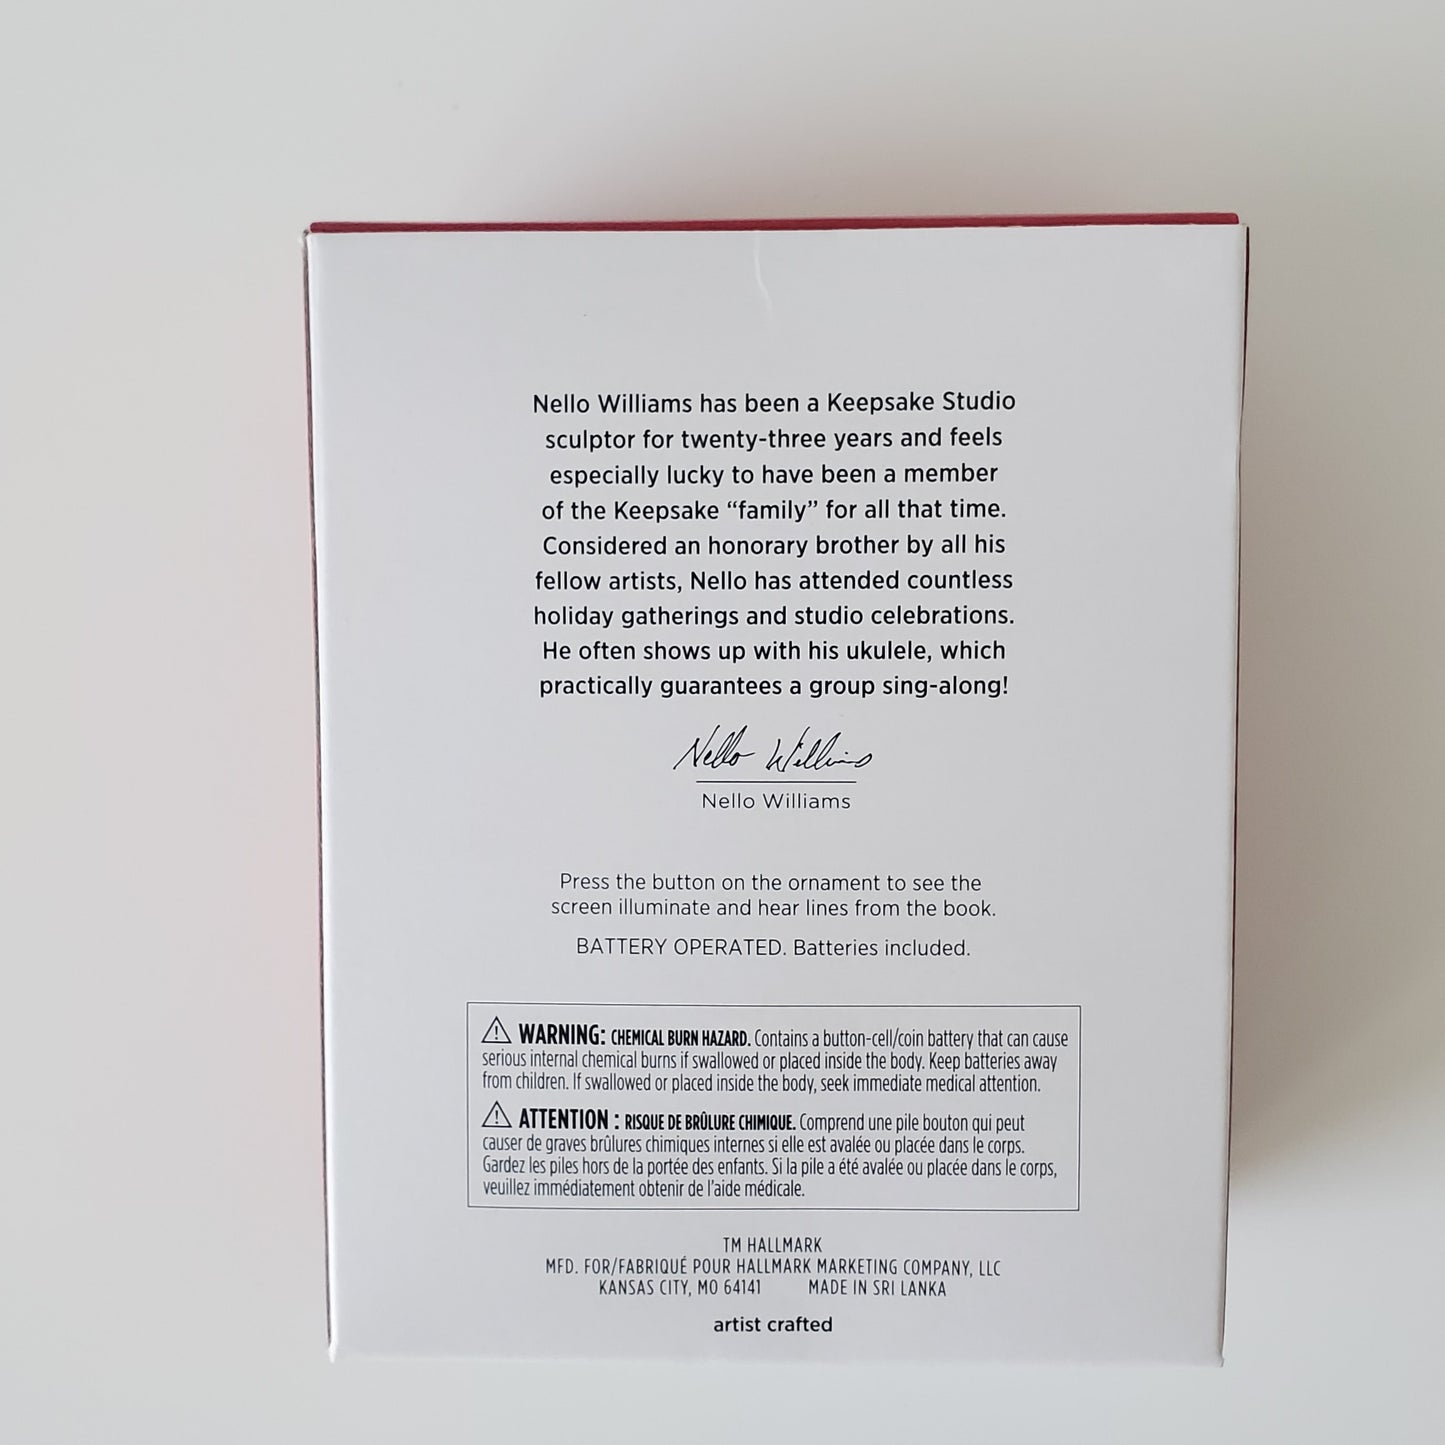 Nello Williams has been a Keepsake Studio
sculptor for twenty-three years and feels
especially lucky to have been a member
of the Keepsake “family” for all that time.
Considered an honorary brother by all his
fellow artists, Nello has attended countless
holiday gatherings and studio celebrations.
He often shows up with his ukulele, which
practically guarantees a group sing-along!
Nello Williams
Nello Williams
Press the button on the ornament to see the
screen illuminate and hear lines from the book.
BATTERY OPERATED. Batteries included.
WARNING: CHEMICAL BURN HAZARD. Contains a button-cell/coin battery that can cause
serious internal chemical burns if swallowed or placed inside the body. Keep batteries away
from children. If swallowed or placed inside the body, seek immediate medical attention.
ATTENTION : RISQUE DE BRÛLURE CHIMIQUE. Comprend une pile bouton qui peut
causer de graves brûlures chimiques internes si elle est avalée ou placée dans le corps.
Gardez les piles hors de la portée des enfants. Si la pile a été avalée ou placée dans le corps,
veuillez immédiatement obtenir de l'aide médicale.
TM HALLMARK
MFD. FOR/FABRIQUÉ POUR HALLMARK MARKETING COMPANY, LLC
KANSAS CITY, MO 64141 MADE IN SRI LANKA
artist crafted